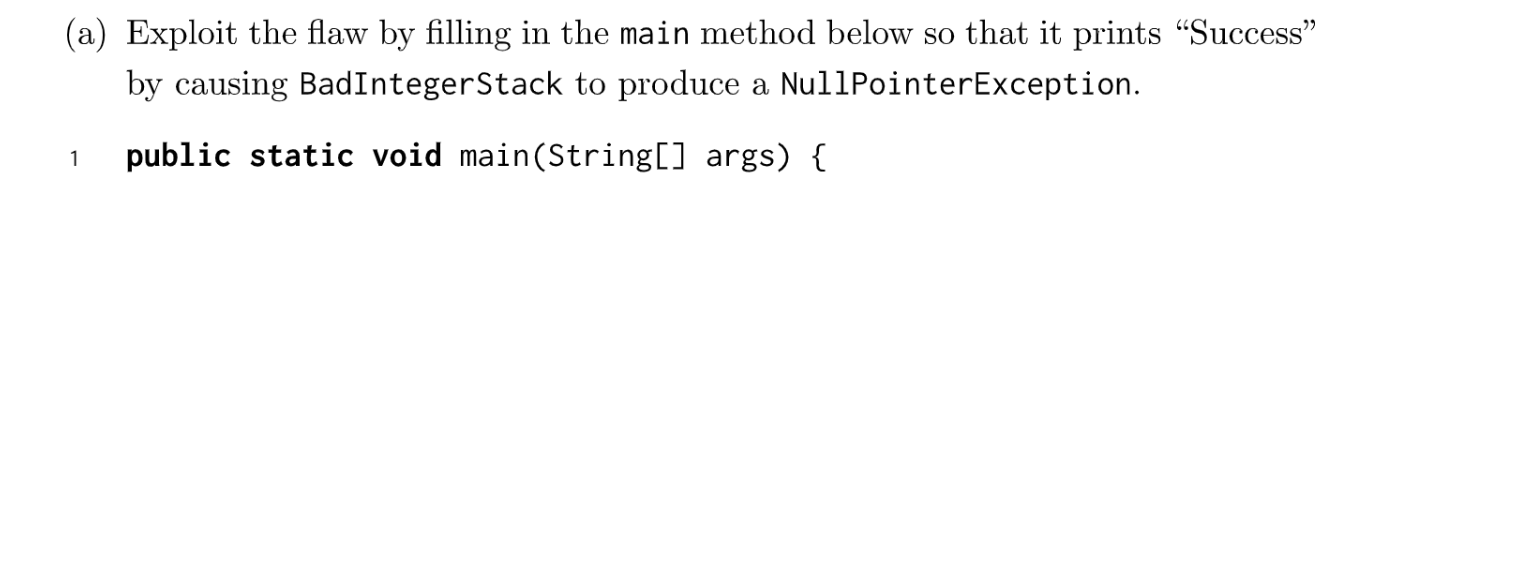 (a) Exploit the flaw by filling in the main method below so that it prints “Success”
by causing BadIntegerStack to produce a NullPointerException.
1 public static void main(String[] args) {